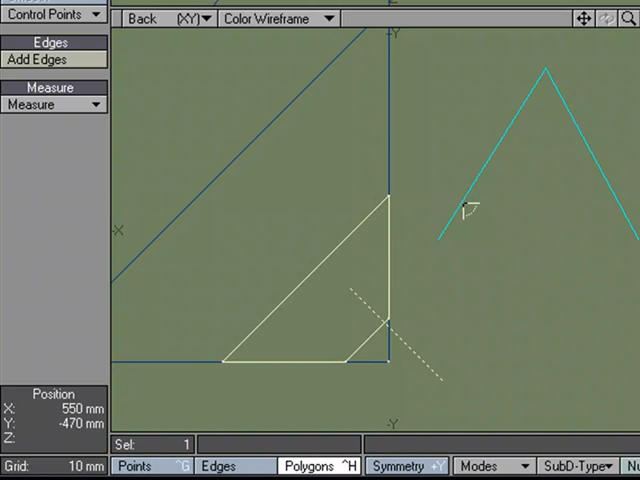 Control Points
Back (XY) Color Wireframe
-Y
Edges
Add Edges
Measure
Measure
-X
Position
X: 550 mm
Y: -470 mm
Z:
-Y
Sel: 1
Grid: 10 mm Points ^G Edges Polygons ^H Symmetry +Y Modes SubD-Type Nu